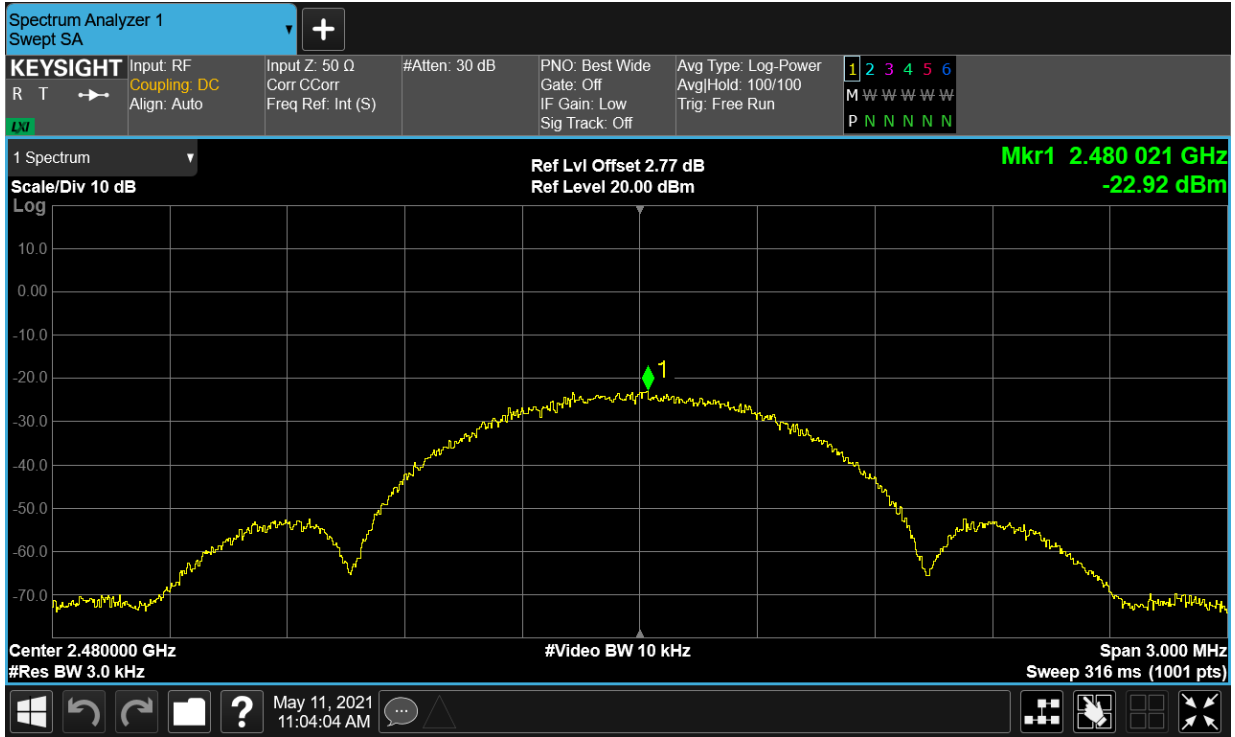 Spectrum Analyzer 1
Swept SA
+
KEYSIGHT
R T
LXI
Input: RF
Coupling: DC
Align: Auto
Input Z: 50 Ω
Corr CCorr
Freq Ref: Int (S)
#Atten: 30 dB
PNO: Best Wide
Gate: Off
IF Gain: Low
Sig Track: Off
Avg Type: Log-Power
Avg|Hold: 100/100
Trig: Free Run
1 2 3 4 5 6
M W W W W W
P N N N N N
1 Spectrum
Scale/Div 10 dB
Log
Ref Lvl Offset 2.77 dB
Ref Level 20.00 dBm
Mkr1 2.480 021 GHz
-22.92 dBm
10.0
0.00
-10.0
-20.0
-30.0
-40.0
-50.0
-60.0
-70.0
1
Center 2.480000 GHz
#Res BW 3.0 kHz
#Video BW 10 kHz
Span 3.000 MHz
Sweep 316 ms (1001 pts)
?
May 11, 2021
11:04:04 AM